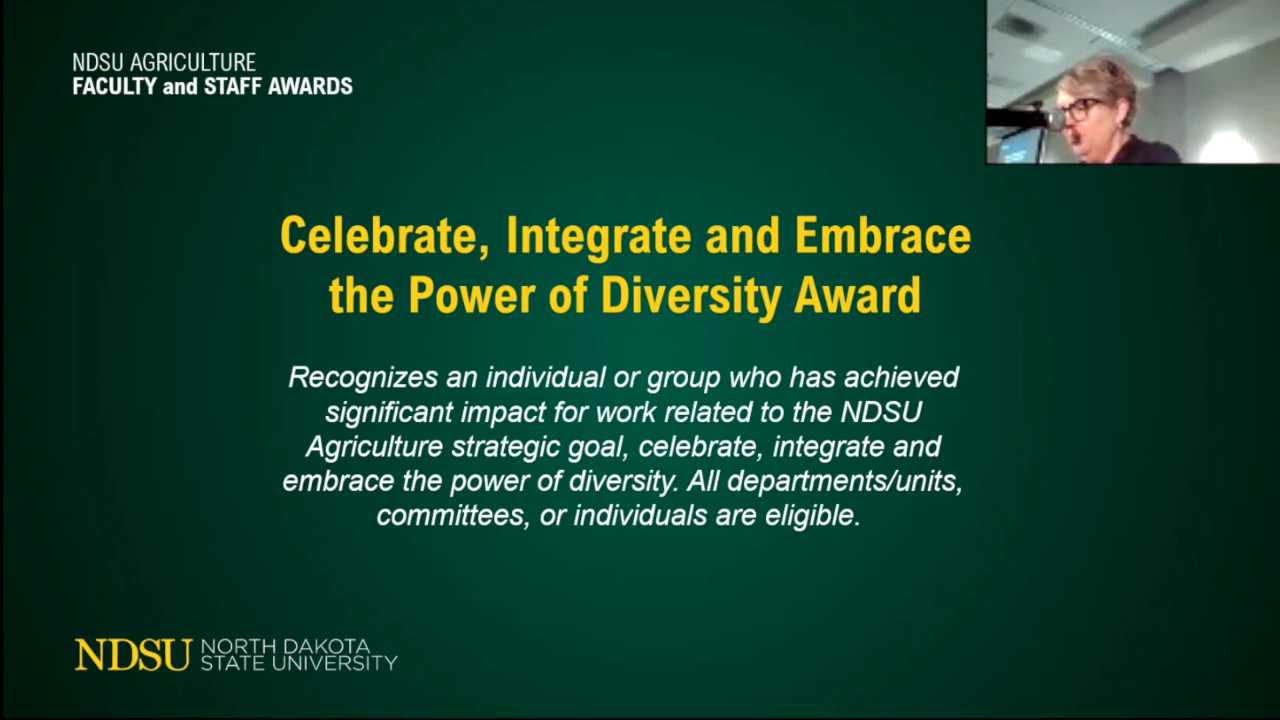 NDSU AGRICULTURE
FACULTY and STAFF AWARDS
Celebrate, Integrate and Embrace
the Power of Diversity Award
Recognizes an individual or group who has achieved
significant impact for work related to the NDSU
Agriculture strategic goal, celebrate, integrate and
embrace the power of diversity. All departments/units,
committees, or individuals are eligible.
NDSU NORTH DAKOTA
STATE UNIVERSITY